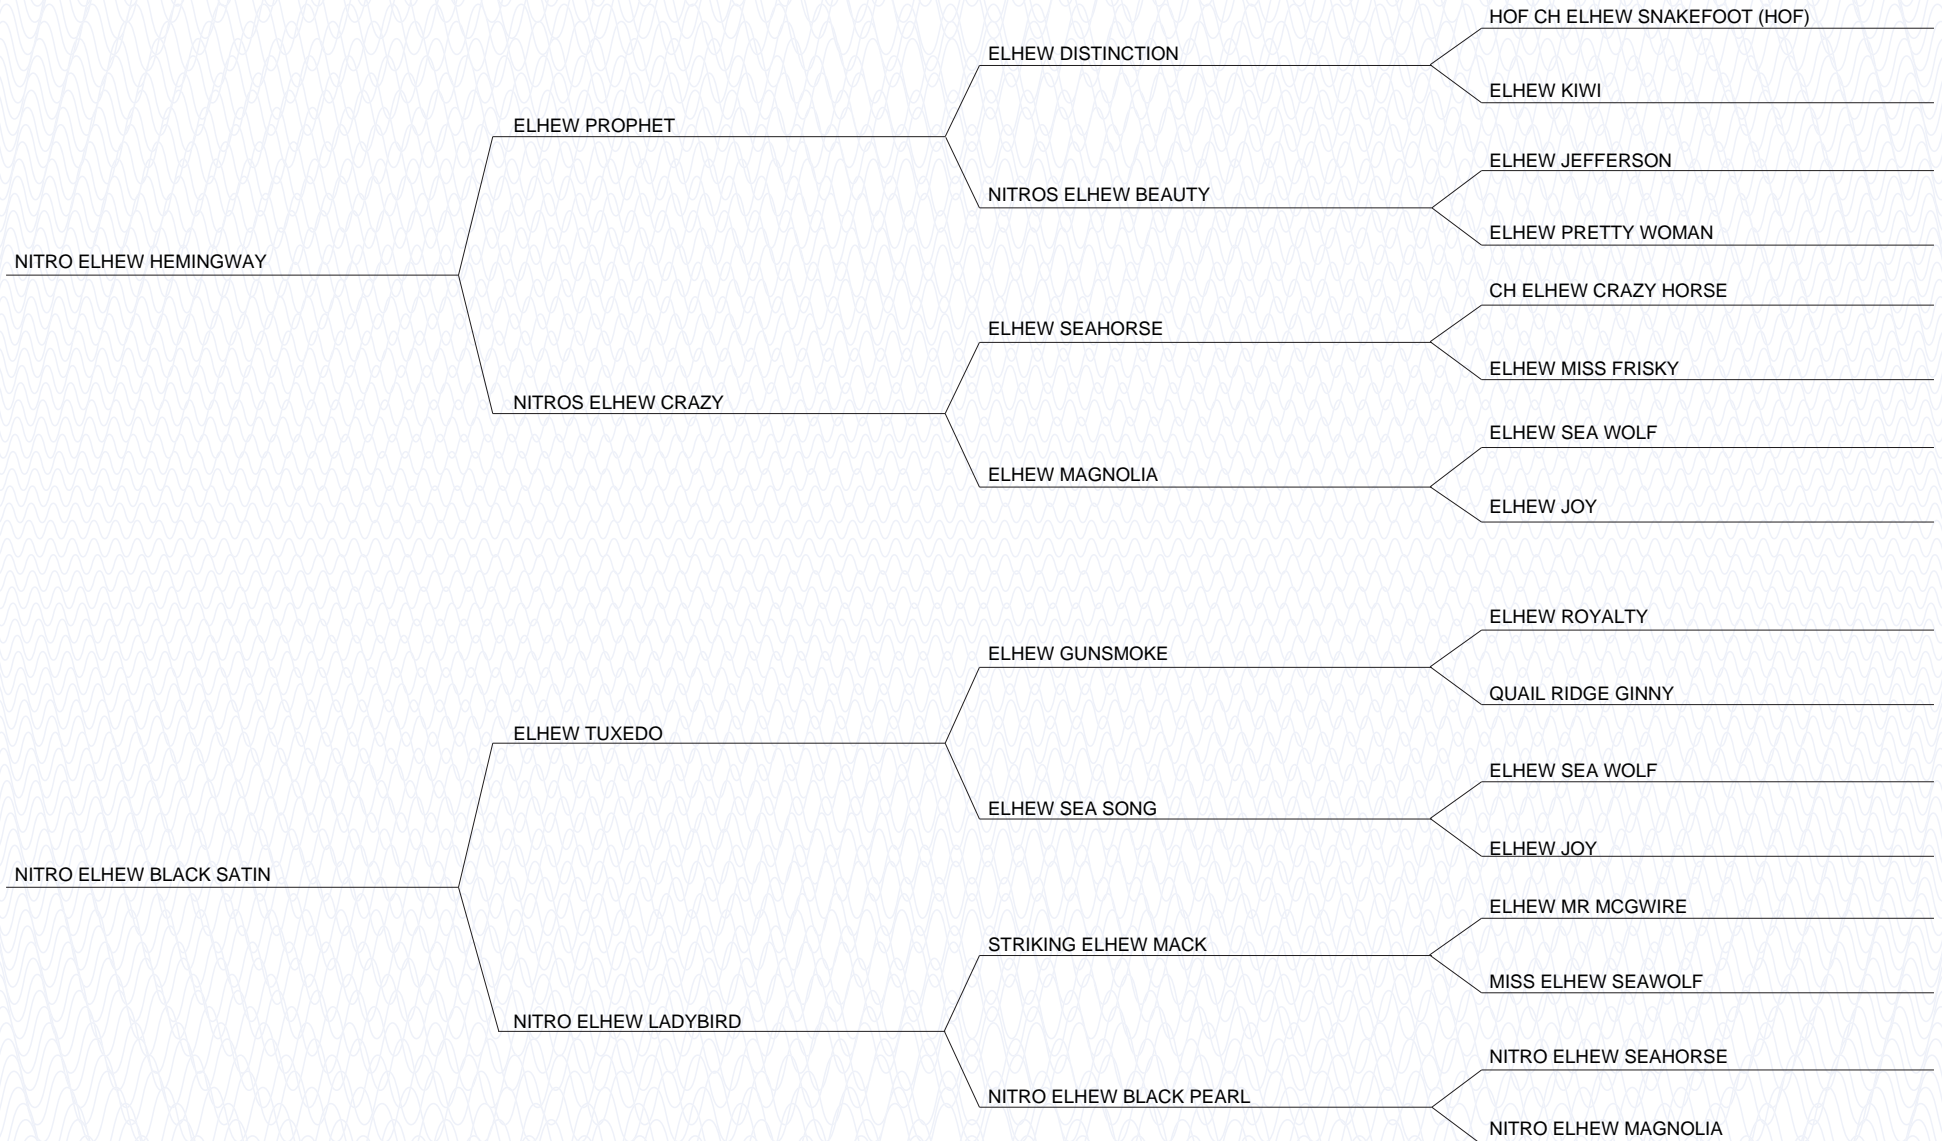 HOF CH ELHEW SNAKEFOOT (HOF)
ELHEW DISTINCTION
ELHEW KIWI
ELHEW PROPHET
ELHEW JEFFERSON
NITROS ELHEW BEAUTY
ELHEW PRETTY WOMAN
NITRO ELHEW HEMINGWAY
CH ELHEW CRAZY HORSE
ELHEW SEAHORSE
ELHEW MISS FRISKY
NITROS ELHEW CRAZY
ELHEW SEA WOLF
ELHEW MAGNOLIA
ELHEW JOY
ELHEW ROYALTY
ELHEW GUNSMOKE
QUAIL RIDGE GINNY
ELHEW TUXEDO
ELHEW SEA WOLF
ELHEW SEA SONG
ELHEW JOY
NITRO ELHEW BLACK SATIN
ELHEW MR MCGWIRE
STRIKING ELHEW MACK
MISS ELHEW SEAWOLF
NITRO ELHEW LADYBIRD
NITRO ELHEW SEAHORSE
NITRO ELHEW BLACK PEARL
NITRO ELHEW MAGNOLIA